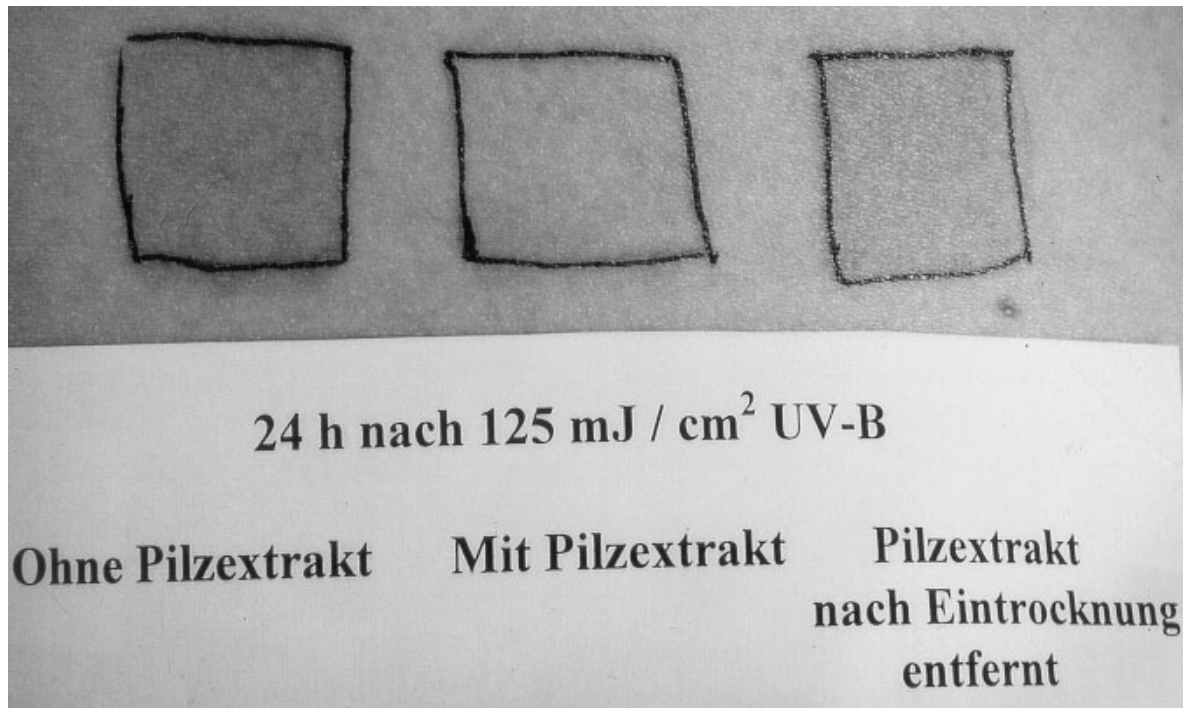 24 h nach 125 mJ / cm² UV-B
Ohne Pilzextrakt
Mit Pilzextrakt
Pilzextrakt
nach Eintrocknung
entfernt